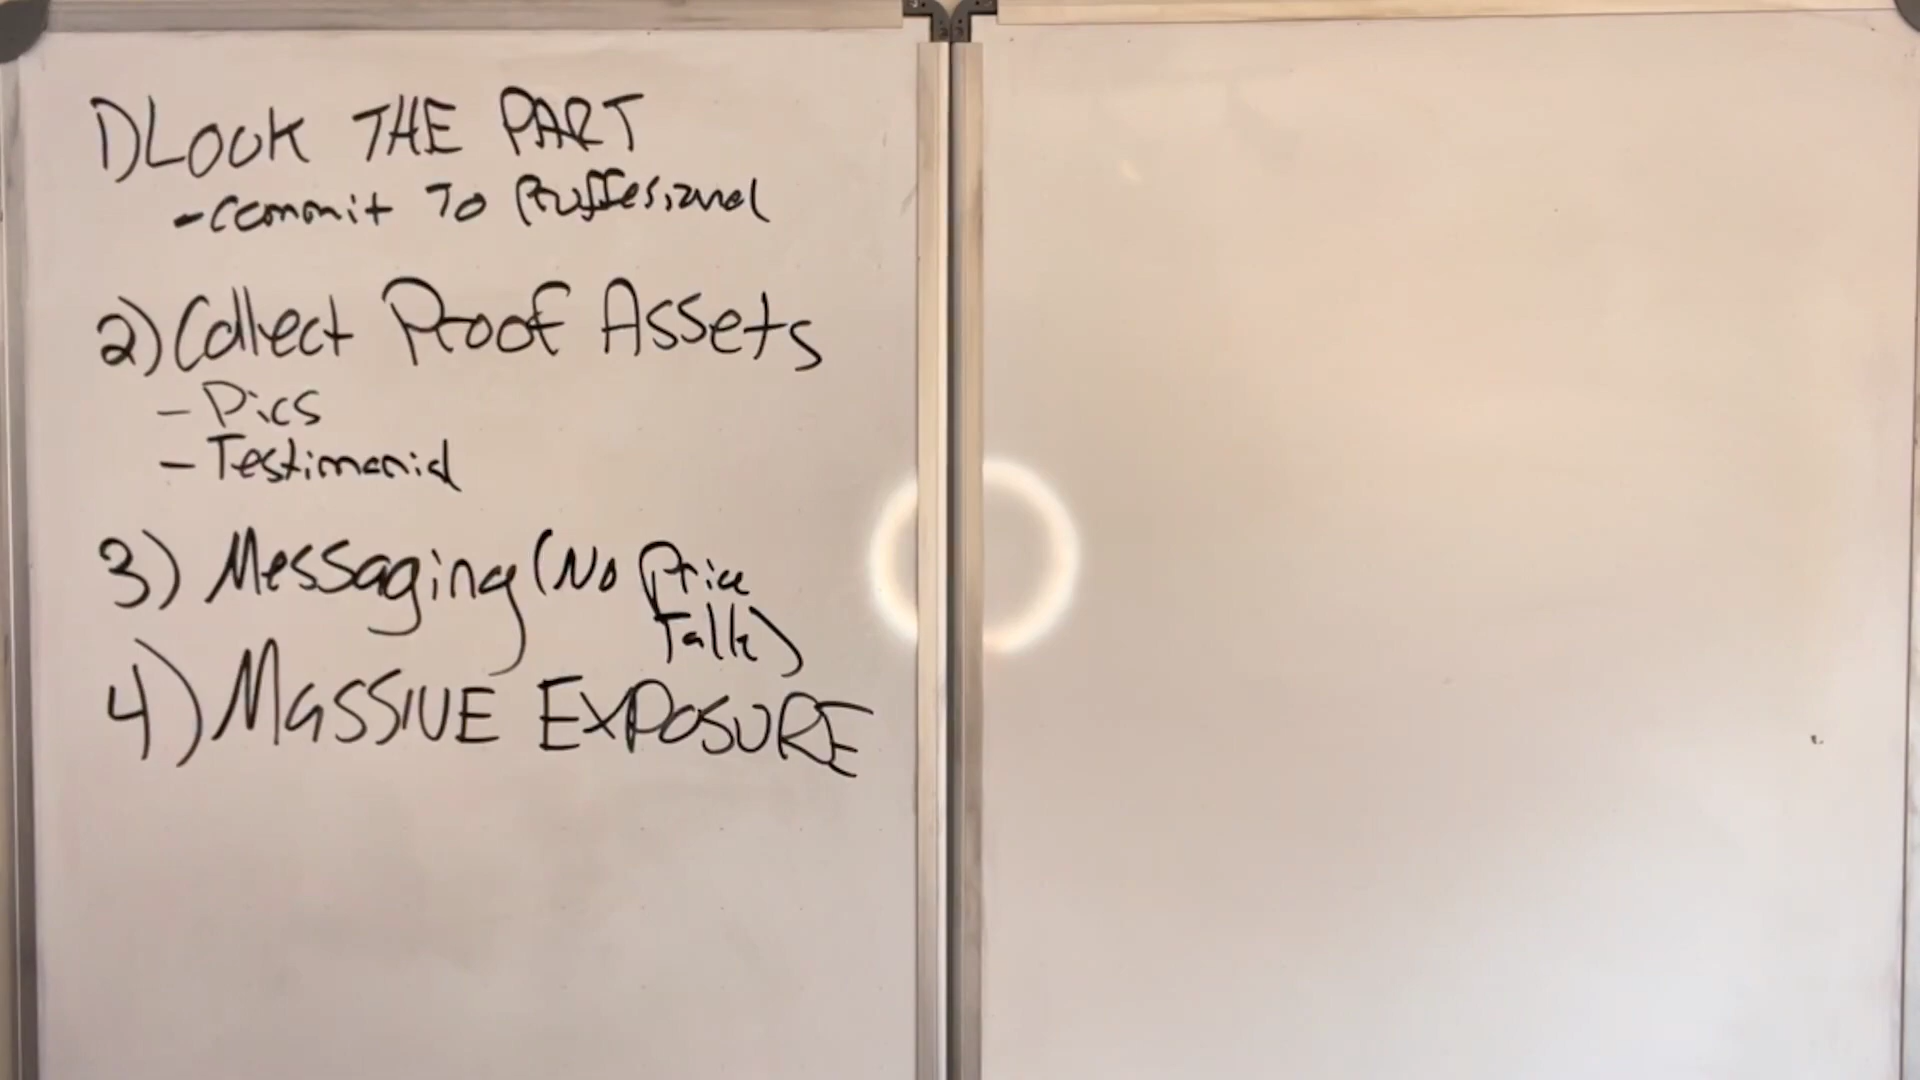 1) LOOK THE PART
- Commit To Proffesional
2) Collect Proof Assets
- Pics
- Testimonial
3) Messaging (No Price
Talk)
4) MASSIVE EXPOSURE